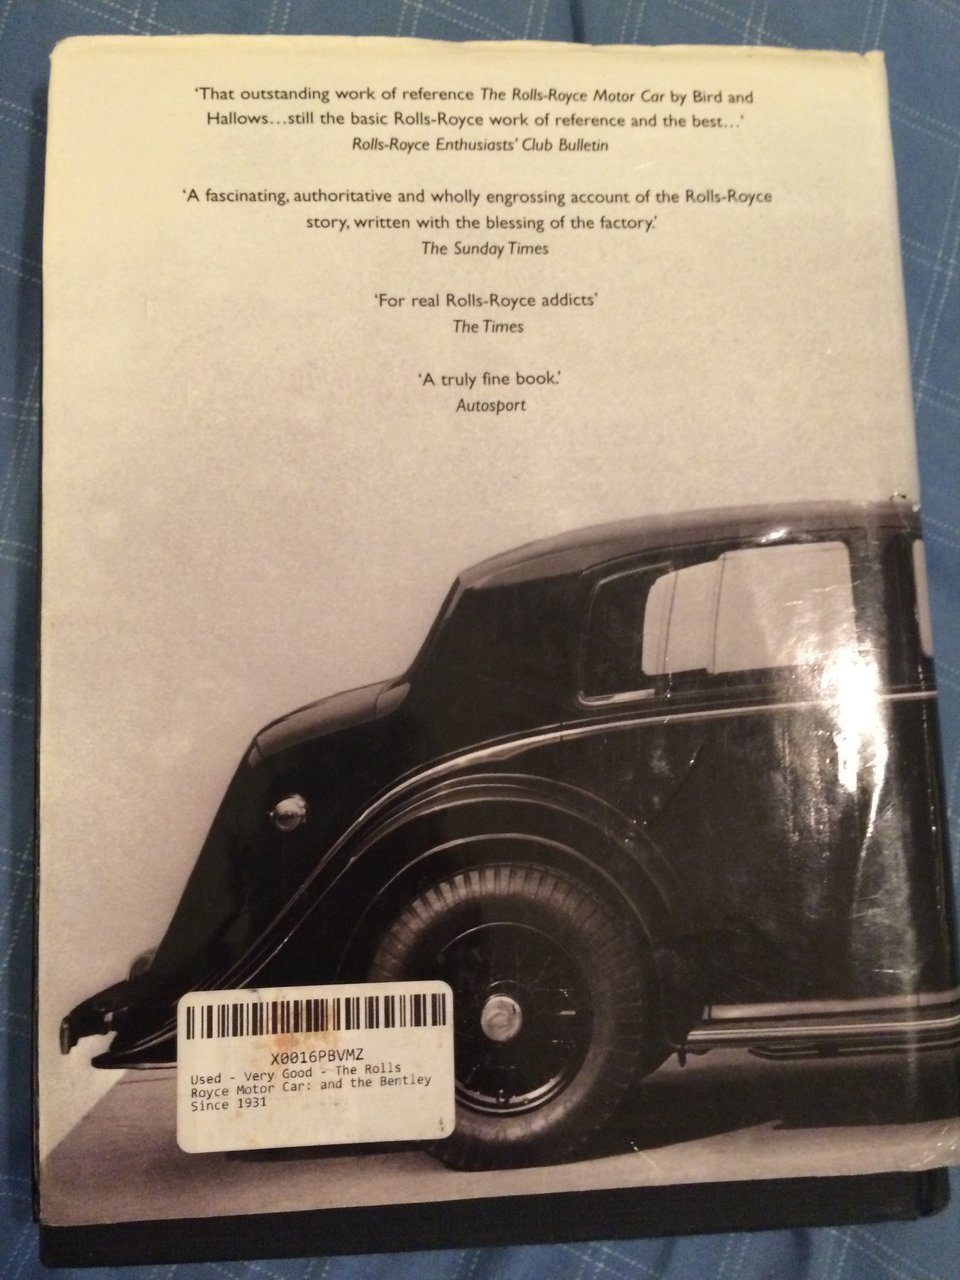 ‘That outstanding work of reference The Rolls-Royce Motor Car by Bird and
Hallows...still the basic Rolls-Royce work of reference and the best...’
Rolls-Royce Enthusiasts’ Club Bulletin
‘A fascinating, authoritative and wholly engrossing account of the Rolls-Royce
story, written with the blessing of the factory.’
The Sunday Times
‘For real Rolls-Royce addicts’
The Times
‘A truly fine book.’
Autosport
X0016PBVMZ
Used - Very Good - The Rolls
Royce Motor Car: and the Bentley
Since 1931